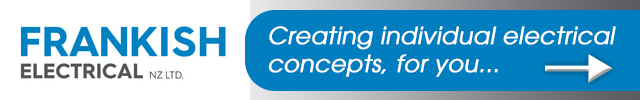 FRANKISH
ELECTRICAL NZ LTD.
Creating individual electrical
concepts, for you...